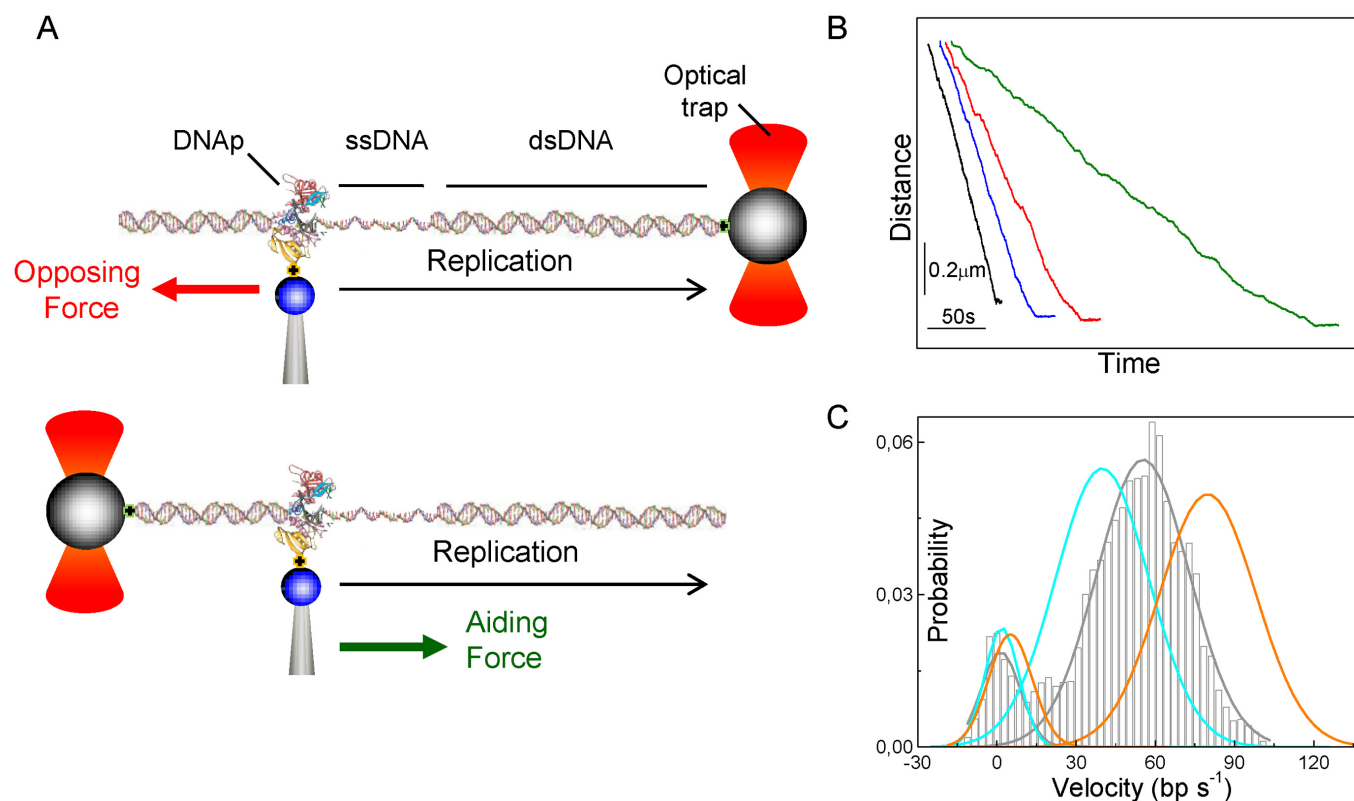 A
Optical
trap
DNAp
ssDNA
dsDNA
Replication
Opposing
Force
Replication
Aiding
Force
B
Distance
0.2μm
50s
Time
C
Probability
0,06
0,03
0,00
-30
0
30
60
90
120
Velocity (bp s⁻¹)